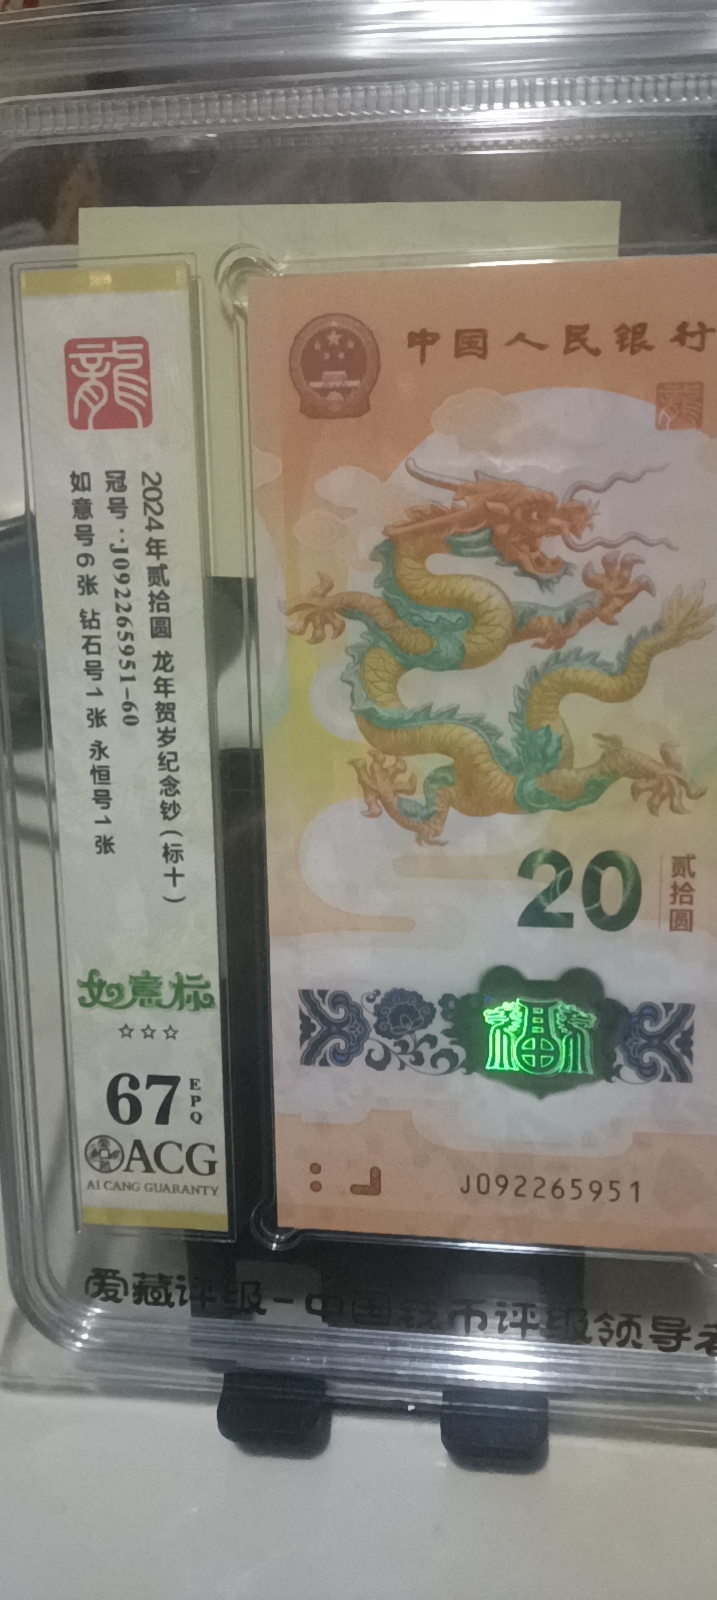 龍
2024年贰拾圆 龙年贺岁纪念钞(标十)
冠号:J092265951-60
如意号6张 钻石号1张 永恒号1张
如意标
☆☆☆
67 EPQ
ACG
AI CANG GUARANTY
中国人民银行
龍
20
贰拾圆
福
J092265951
爱藏评级-中国钱币评级领导者